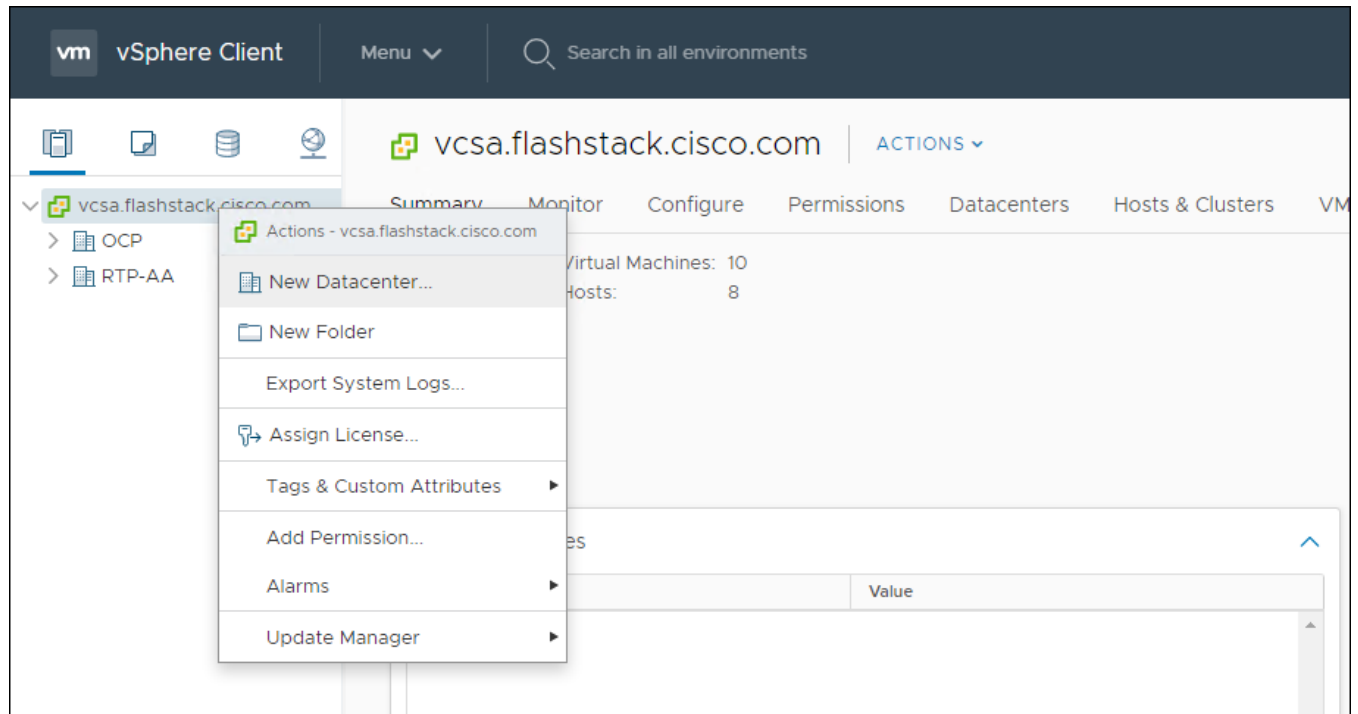 vm vSphere Client Menu Search in all environments
vcsa.flashstack.cisco.com ACTIONS
vcsa.flashstack.cisco.com
Summary Monitor Configure Permissions Datacenters Hosts & Clusters VM
OCP
RTP-AA
Actions - vcsa.flashstack.cisco.com
New Datacenter...
New Folder
Export System Logs...
Assign License...
Tags & Custom Attributes
Add Permission...
Alarms
Update Manager
Virtual Machines: 10
Hosts: 8
Value